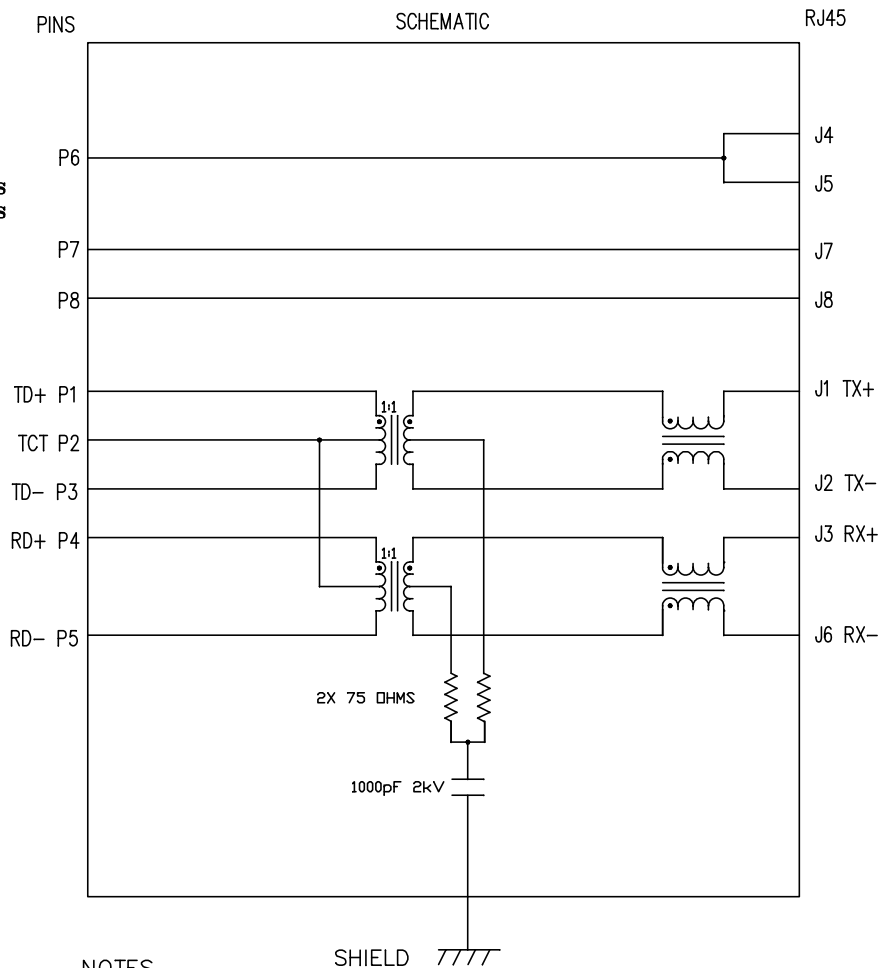 PINS SCHEMATIC RJ45
P6 J4
J5
s
s
P7 J7
P8 J8
TD+ P1 1:1 J1 TX+
TCT P2
TD- P3 J2 TX-
RD+ P4 1:1 J3 RX+
RD- P5 J6 RX-
2X 75 OHMS
1000pF 2kV
SHIELD
NOTES